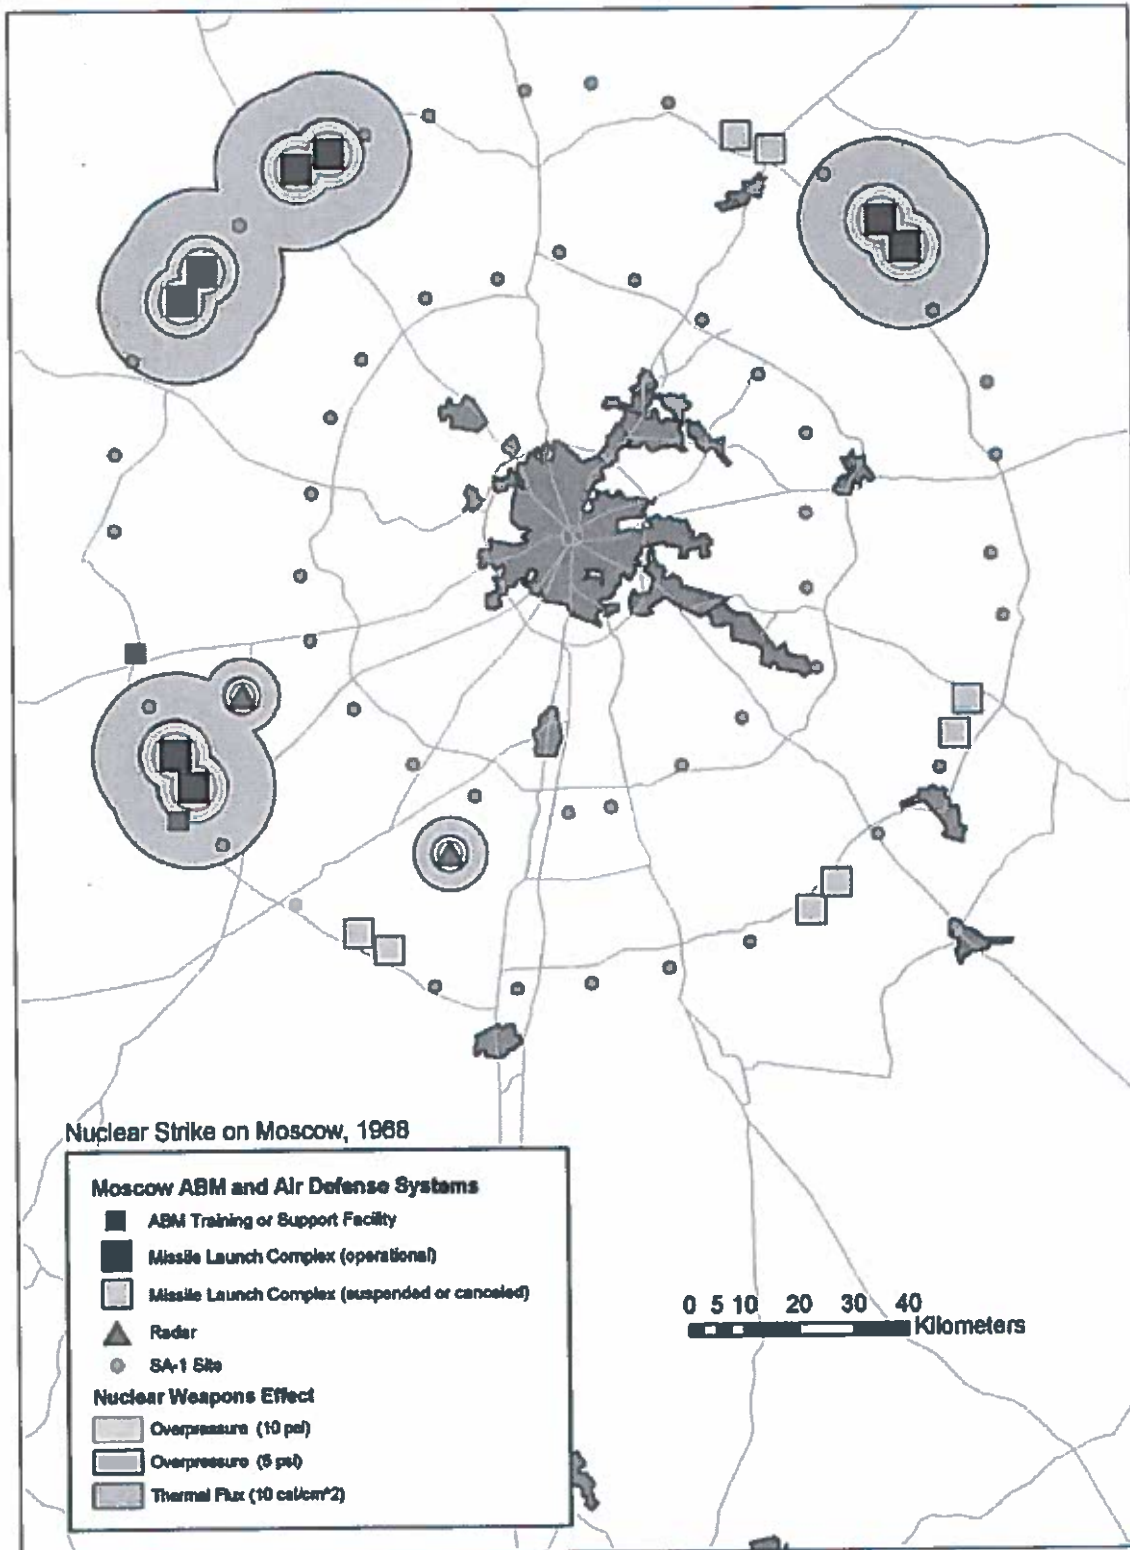 Nuclear Strike on Moscow, 1968
Moscow ABM and Air Defense Systems
ABM Training or Support Facility
Missile Launch Complex (operational)
Missile Launch Complex (suspended or canceled)
Radar
SA-1 Site
Nuclear Weapons Effect
Overpressure (10 psi)
Overpressure (5 psi)
Thermal Flux (10 cal/cm^2)
0 5 10 20 30 40
Kilometers